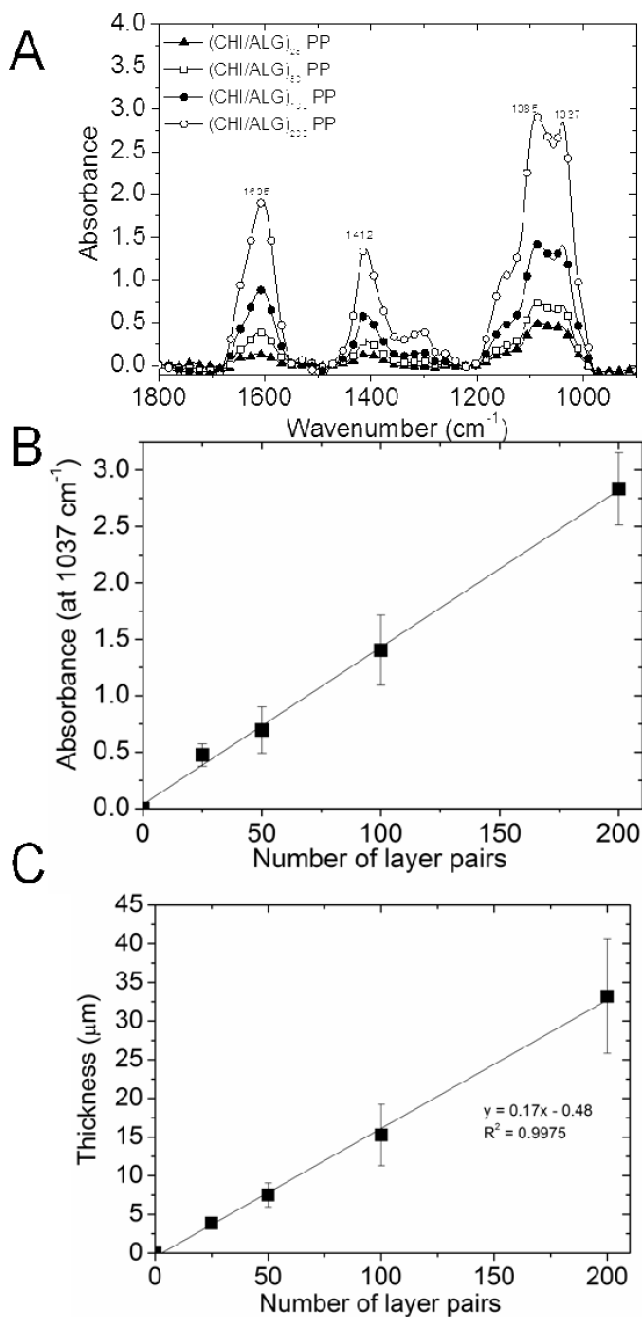 A
4.0
3.5
3.0
2.5
2.0
1.5
1.0
0.5
0.0
Absorbance
(CHI/ALG) PP
(CHI/ALG) PP
(CHI/ALG) PP
(CHI/ALG) PP
1412
1037
1800 1600 1400 1200 1000
Wavenumber (cm⁻¹)
B
3.0
2.5
2.0
1.5
1.0
0.5
0.0
Absorbance (at 1037 cm⁻¹)
0 50 100 150 200
Number of layer pairs
C
45
40
35
30
25
20
15
10
5
0
Thickness (μm)
y = 0.17x - 0.48
R² = 0.9975
0 50 100 150 200
Number of layer pairs